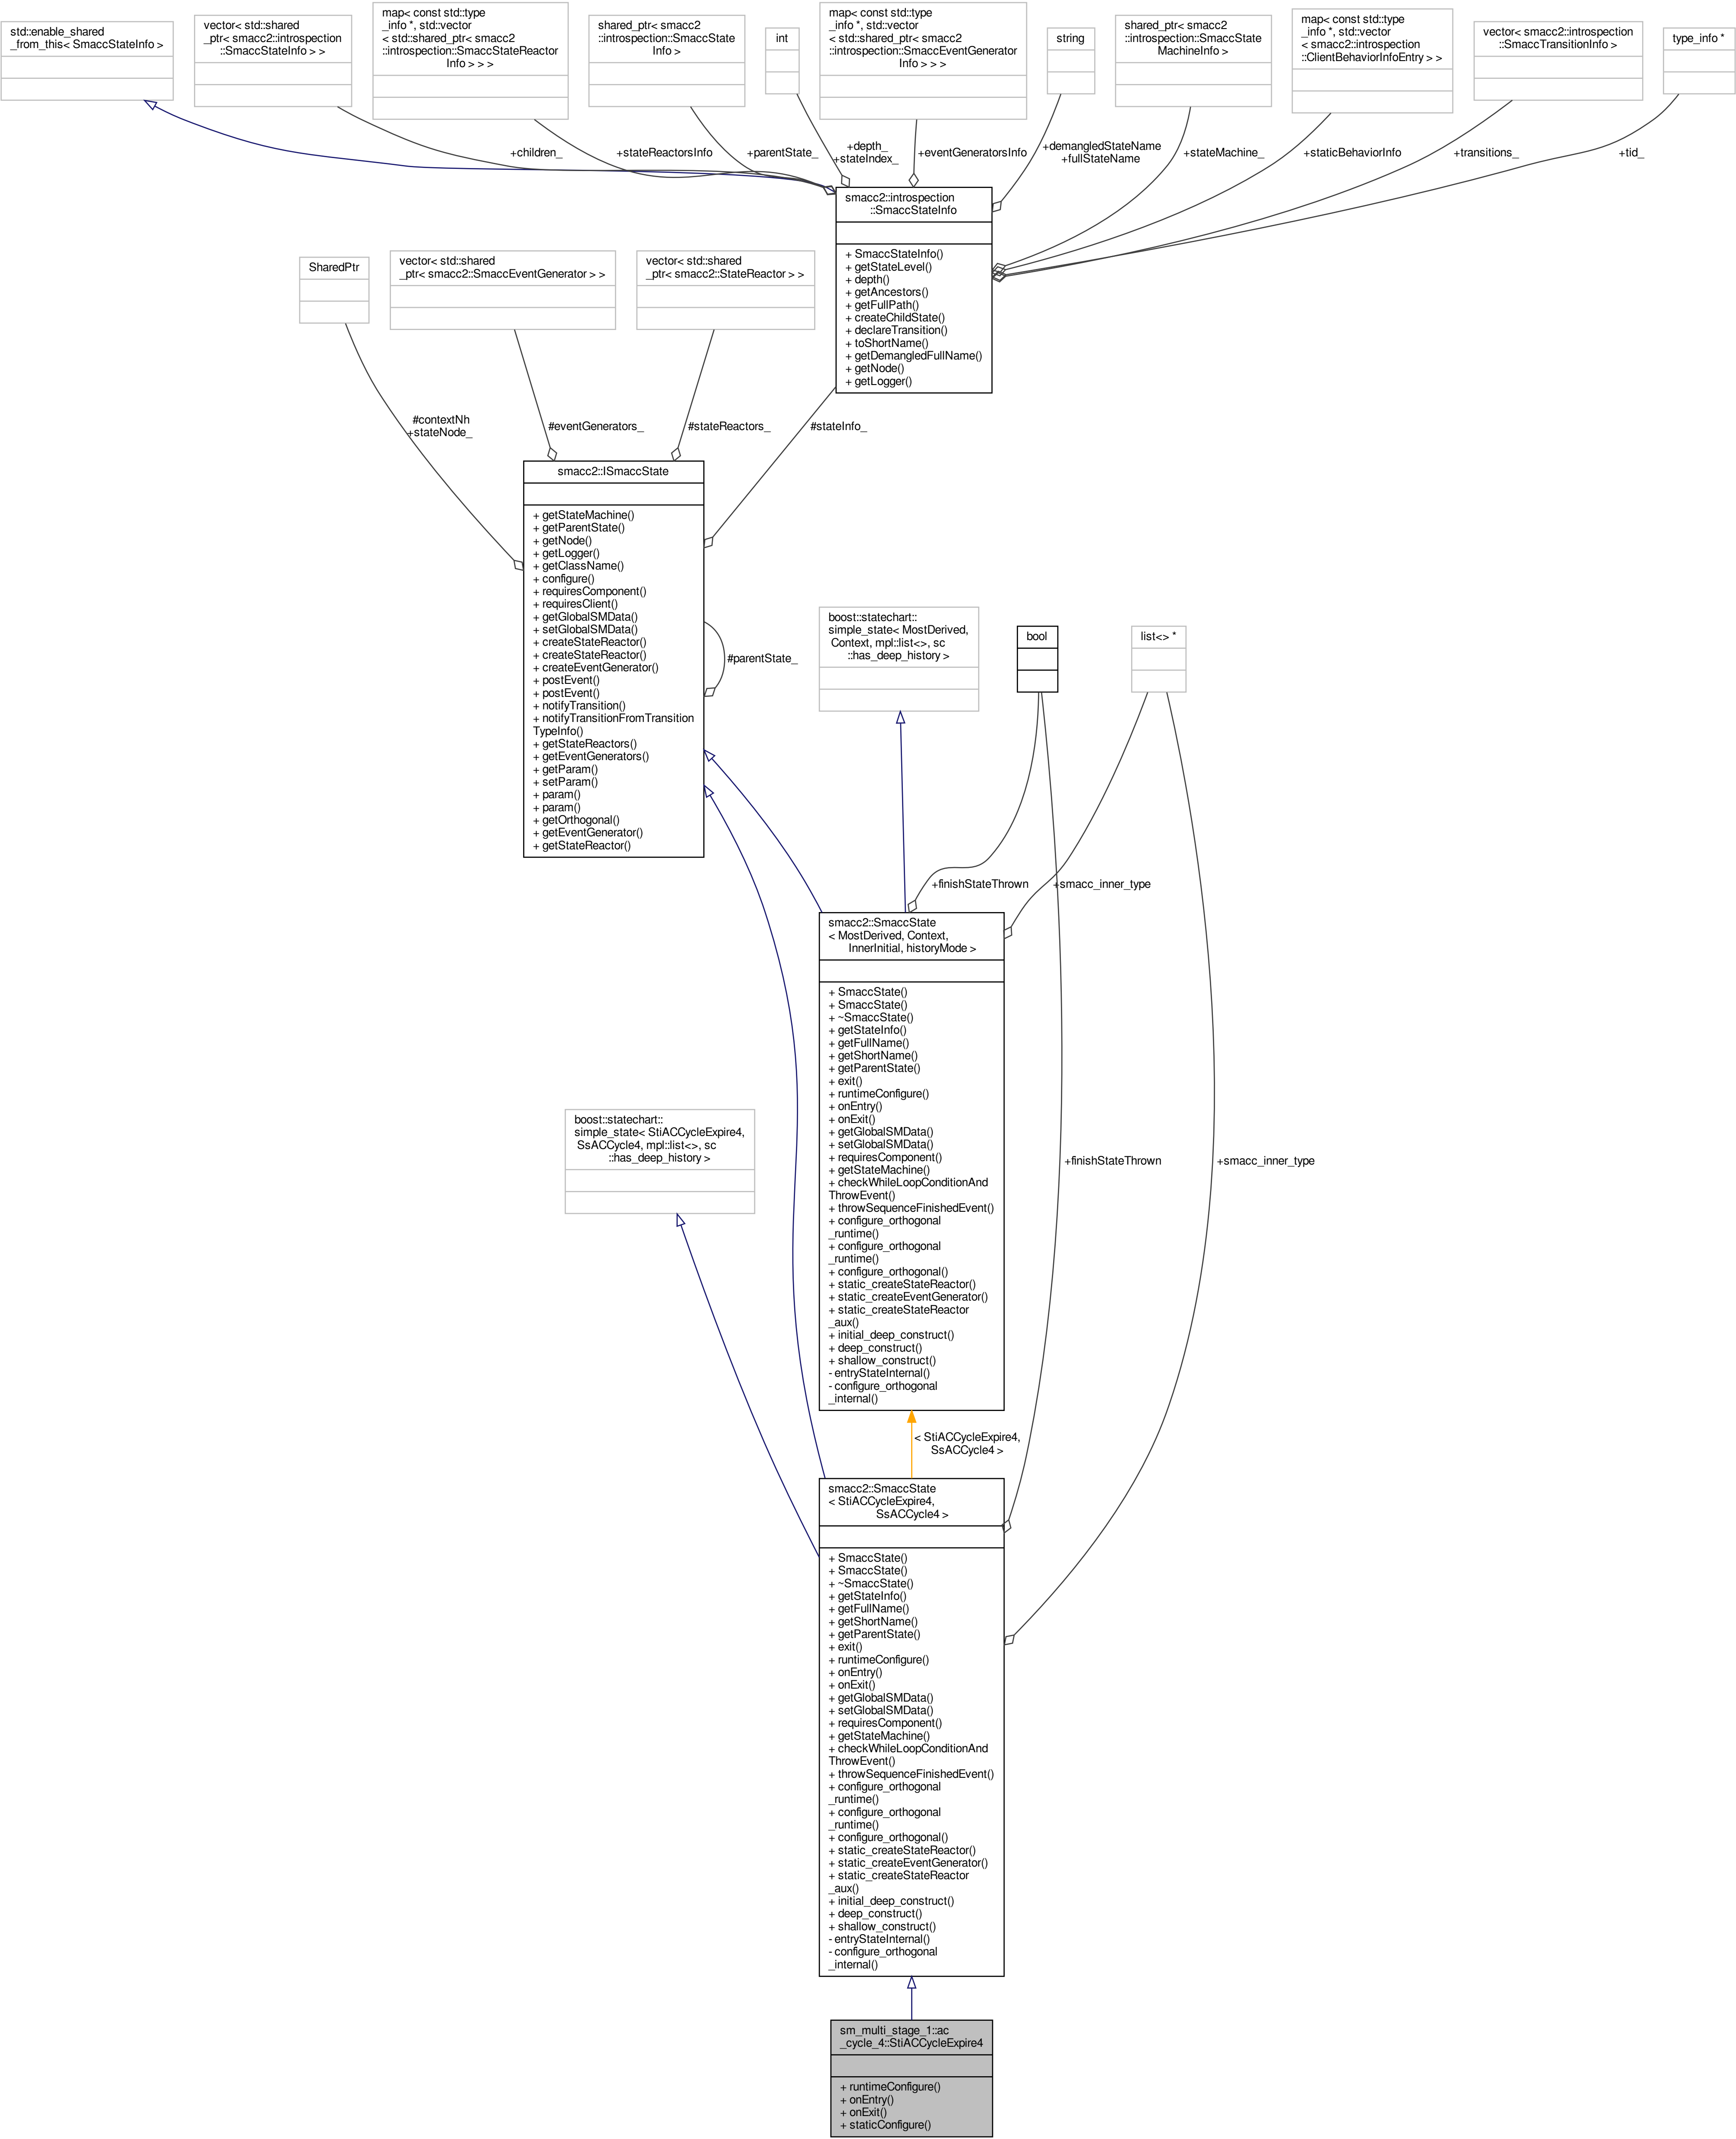 std::enable_shared
_from_this< SmaccStateInfo >
vector< std::shared
_ptr< smacc2::introspection
::SmaccStateInfo > >
map< const std::type
_info *, std::vector
< std::shared_ptr< smacc2
::introspection::SmaccStateReactor
Info > > >
shared_ptr< smacc2
::introspection::SmaccState
Info >
int
map< const std::type
_info *, std::vector
< std::shared_ptr< smacc2
::introspection::SmaccEventGenerator
Info > > >
string
shared_ptr< smacc2
::introspection::SmaccState
MachineInfo >
map< const std::type
_info *, std::vector
< smacc2::introspection
::ClientBehaviorInfoEntry > >
vector< smacc2::introspection
::SmaccTransitionInfo >
type_info *
+children_
+stateReactorsInfo
+parentState_
+depth_
+stateIndex_
+eventGeneratorsInfo
+demangledStateName
+fullStateName
+stateMachine_
+staticBehaviorInfo
+transitions_
+tid_
smacc2::introspection
::SmaccStateInfo
+ SmaccStateInfo()
+ getStateLevel()
+ depth()
+ getAncestors()
+ getFullPath()
+ createChildState()
+ declareTransition()
+ toShortName()
+ getDemangledFullName()
+ getNode()
+ getLogger()
SharedPtr
vector< std::shared
_ptr< smacc2::SmaccEventGenerator > >
vector< std::shared
_ptr< smacc2::StateReactor > >
#contextNh
+stateNode_
#eventGenerators_
#stateReactors_
#stateInfo_
smacc2::ISmaccState
+ getStateMachine()
+ getParentState()
+ getNode()
+ getLogger()
+ getClassName()
+ configure()
+ requiresComponent()
+ requiresClient()
+ getGlobalSMData()
+ setGlobalSMData()
+ createStateReactor()
+ createStateReactor()
+ createEventGenerator()
+ postEvent()
+ postEvent()
+ notifyTransition()
+ notifyTransitionFromTransition
TypeInfo()
+ getStateReactors()
+ getEventGenerators()
+ getParam()
+ setParam()
+ param()
+ param()
+ getOrthogonal()
+ getEventGenerator()
+ getStateReactor()
#parentState_
boost::statechart::
simple_state< MostDerived,
Context, mpl::list<>, sc
::has_deep_history >
bool
list<> *
+finishStateThrown
+smacc_inner_type
smacc2::SmaccState
< MostDerived, Context,
InnerInitial, historyMode >
+ SmaccState()
+ SmaccState()
+ ~SmaccState()
+ getStateInfo()
+ getFullName()
+ getShortName()
+ getParentState()
+ exit()
+ runtimeConfigure()
+ onEntry()
+ onExit()
+ getGlobalSMData()
+ setGlobalSMData()
+ requiresComponent()
+ getStateMachine()
+ checkWhileLoopConditionAnd
ThrowEvent()
+ throwSequenceFinishedEvent()
+ configure_orthogonal
_runtime()
+ configure_orthogonal
_runtime()
+ configure_orthogonal()
+ static_createStateReactor()
+ static_createEventGenerator()
+ static_createStateReactor
_aux()
+ initial_deep_construct()
+ deep_construct()
+ shallow_construct()
- entryStateInternal()
- configure_orthogonal
_internal()
boost::statechart::
simple_state< StiACCycleExpire4,
SsACCycle4, mpl::list<>, sc
::has_deep_history >
+finishStateThrown
+smacc_inner_type
< StiACCycleExpire4,
SsACCycle4 >
smacc2::SmaccState
< StiACCycleExpire4,
SsACCycle4 >
+ SmaccState()
+ SmaccState()
+ ~SmaccState()
+ getStateInfo()
+ getFullName()
+ getShortName()
+ getParentState()
+ exit()
+ runtimeConfigure()
+ onEntry()
+ onExit()
+ getGlobalSMData()
+ setGlobalSMData()
+ requiresComponent()
+ getStateMachine()
+ checkWhileLoopConditionAnd
ThrowEvent()
+ throwSequenceFinishedEvent()
+ configure_orthogonal
_runtime()
+ configure_orthogonal
_runtime()
+ configure_orthogonal()
+ static_createStateReactor()
+ static_createEventGenerator()
+ static_createStateReactor
_aux()
+ initial_deep_construct()
+ deep_construct()
+ shallow_construct()
- entryStateInternal()
- configure_orthogonal
_internal()
sm_multi_stage_1::ac
_cycle_4::StiACCycleExpire4
+ runtimeConfigure()
+ onEntry()
+ onExit()
+ staticConfigure()